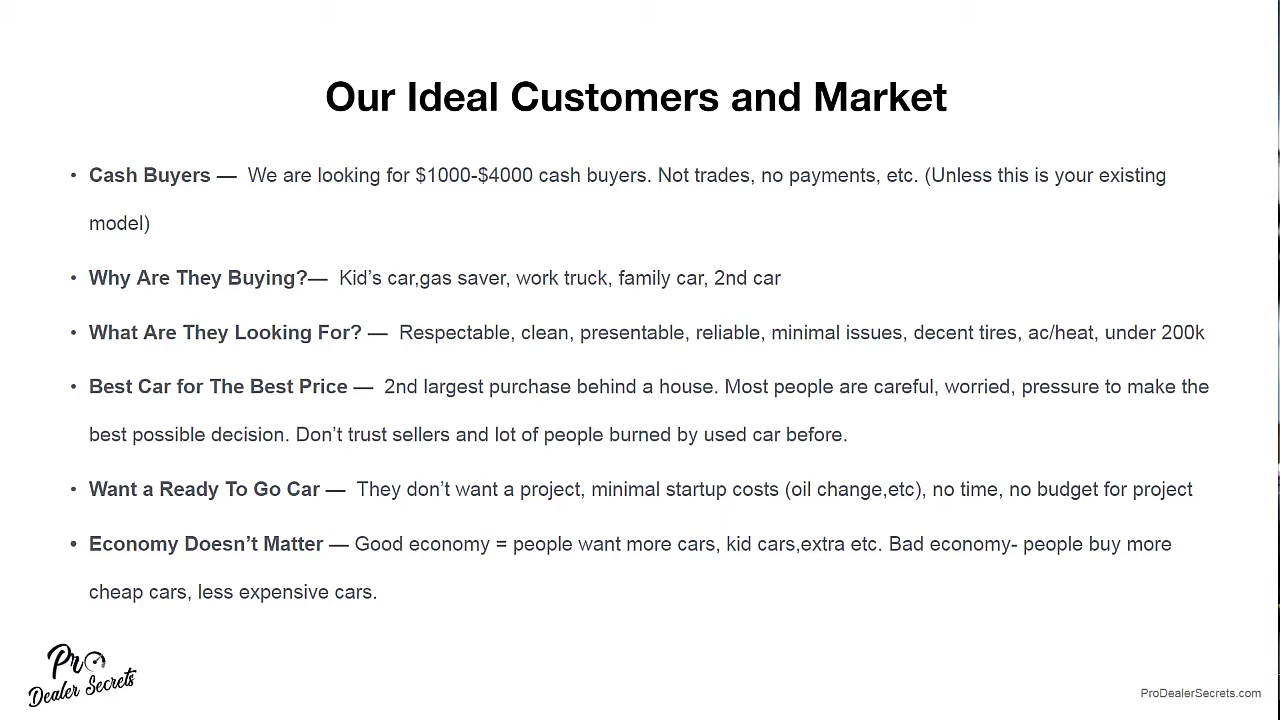 Our Ideal Customers and Market
• Cash Buyers — We are looking for $1000-$4000 cash buyers. Not trades, no payments, etc. (Unless this is your existing
model)
• Why Are They Buying?— Kid’s car,gas saver, work truck, family car, 2nd car
• What Are They Looking For? — Respectable, clean, presentable, reliable, minimal issues, decent tires, ac/heat, under 200k
• Best Car for The Best Price — 2nd largest purchase behind a house. Most people are careful, worried, pressure to make the
best possible decision. Don’t trust sellers and lot of people burned by used car before.
• Want a Ready To Go Car — They don’t want a project, minimal startup costs (oil change,etc), no time, no budget for project
• Economy Doesn’t Matter — Good economy = people want more cars, kid cars,extra etc. Bad economy- people buy more
cheap cars, less expensive cars.
Pro
Dealer Secrets
ProDealerSecrets.com